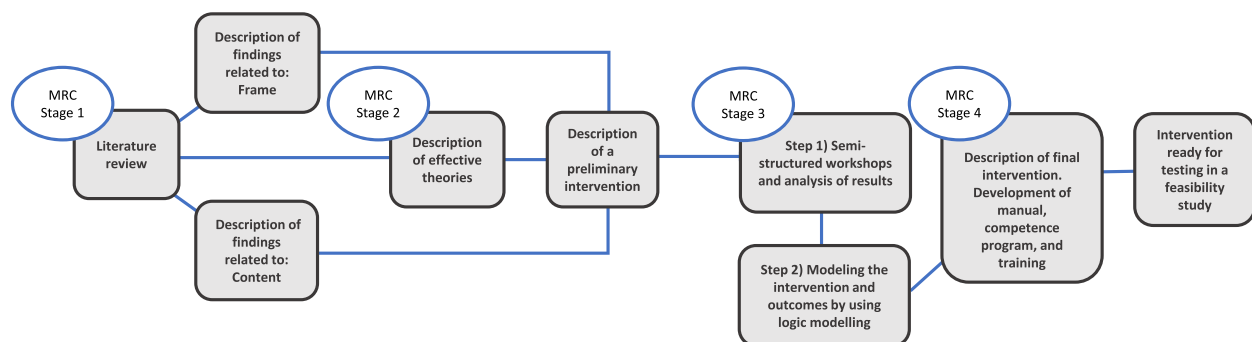 MRC
Stage 1
Literature
review
Description of
findings
related to:
Frame
Description of
findings
related to:
Content
MRC
Stage 2
Description
of effective
theories
Description
of a
preliminary
intervention
MRC
Stage 3
Step 1) Semi-
structured workshops
and analysis of results
Step 2) Modeling the
intervention and
outcomes by using
logic modelling
MRC
Stage 4
Description of final
intervention.
Development of
manual,
competence
program, and
training
Intervention
ready for
testing in a
feasibility
study